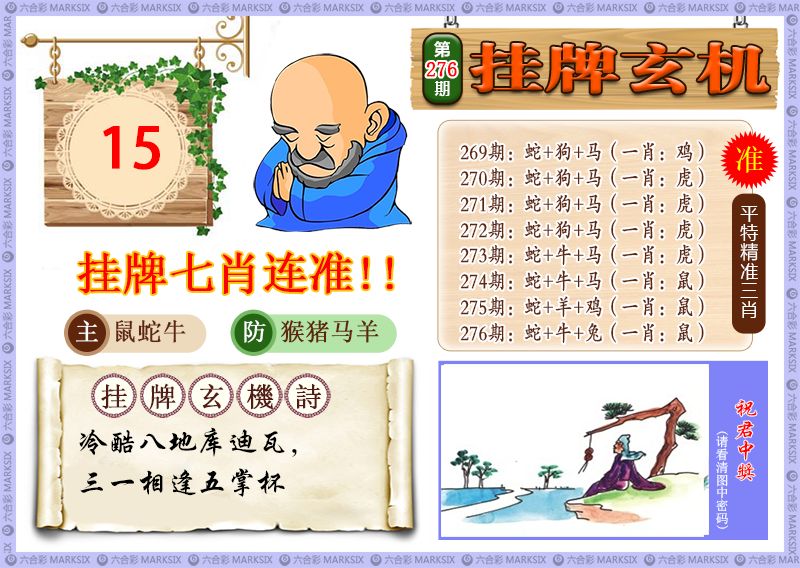 六合彩 MARKSIX
第276期
挂牌玄机
15
挂牌七肖连准!!
主 鼠蛇牛
防 猴猪马羊
挂牌玄機詩
冷酷八地库迪瓦，
三一相逢五掌杯
269期：蛇+狗+马（一肖：鸡）
270期：蛇+狗+马（一肖：虎）
271期：蛇+狗+马（一肖：虎）
272期：蛇+狗+马（一肖：虎）
273期：蛇+牛+马（一肖：虎）
274期：蛇+牛+马（一肖：鼠）
275期：蛇+羊+鸡（一肖：鼠）
276期：蛇+牛+兔（一肖：鼠）
准
平特精准三肖
祝君中奖
（请看清图中密码）